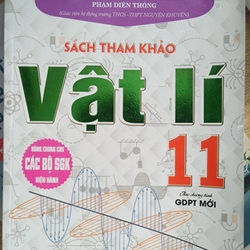 PHẠM DIÊN THÔNG
(Giáo viên hệ thống trường THCS - THPT NGUYỄN KHUYẾN)
SÁCH THAM KHẢO
Vật lí
11
DÙNG CHUNG CHO
CÁC BỘ SGK
HIỆN HÀNH
Theo chương trình
GDPT MỚI